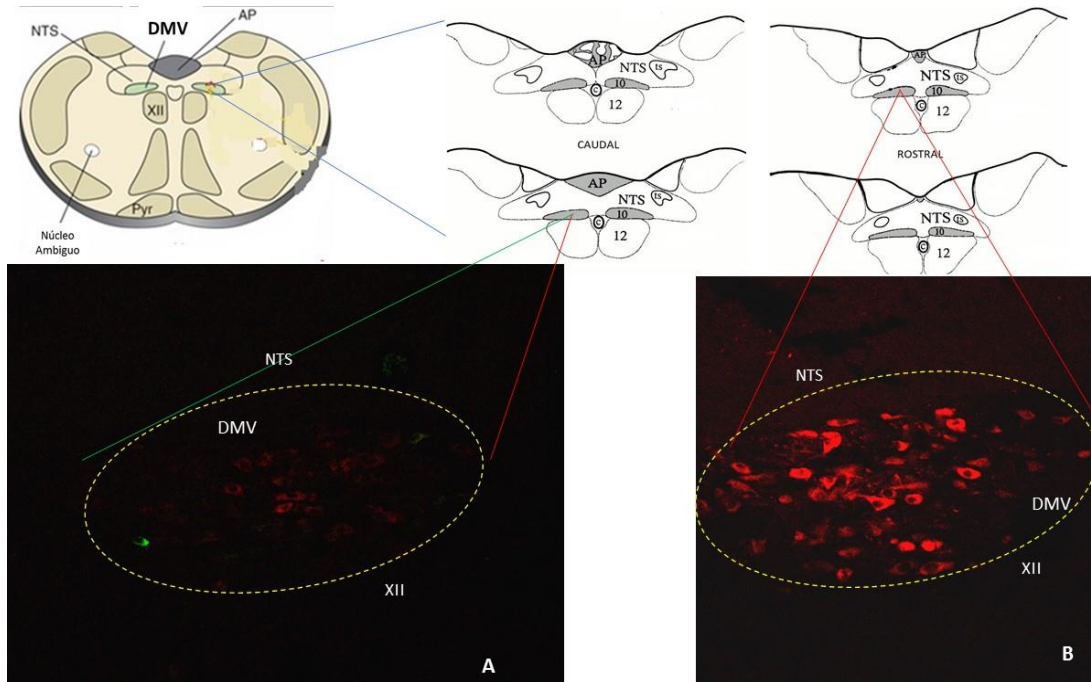 NTS
DMV
AP
XII
Pyr
Núcleo
Ambiguo
AP
NTS
ts
10
c
12
CAUDAL
AP
NTS
ts
10
c
12
AP
NTS
ts
10
c
12
ROSTRAL
NTS
ts
10
c
12
NTS
DMV
XII
A
NTS
DMV
XII
B